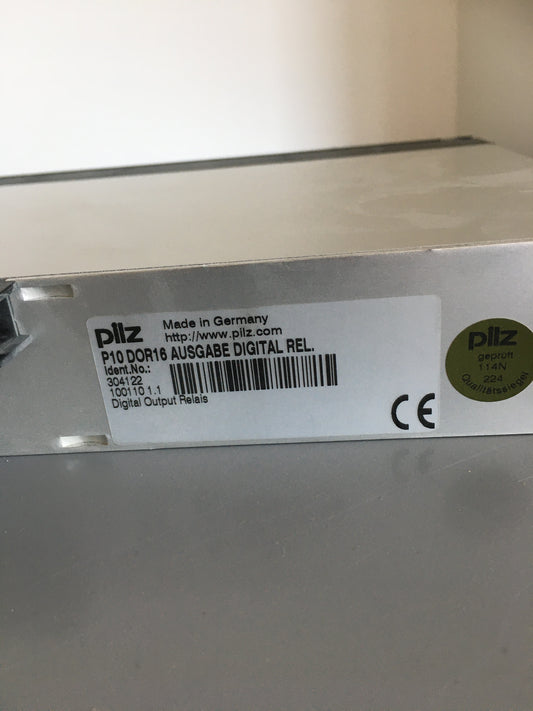 pilz
Made in Germany
http://www.pilz.com
P10 DOR16 AUSGABE DIGITAL REL.
Ident.No.:
304122
100110 1.1
Digital Output Relais
CE
pilz
geprüft
114N
224
Qualitätssiegel